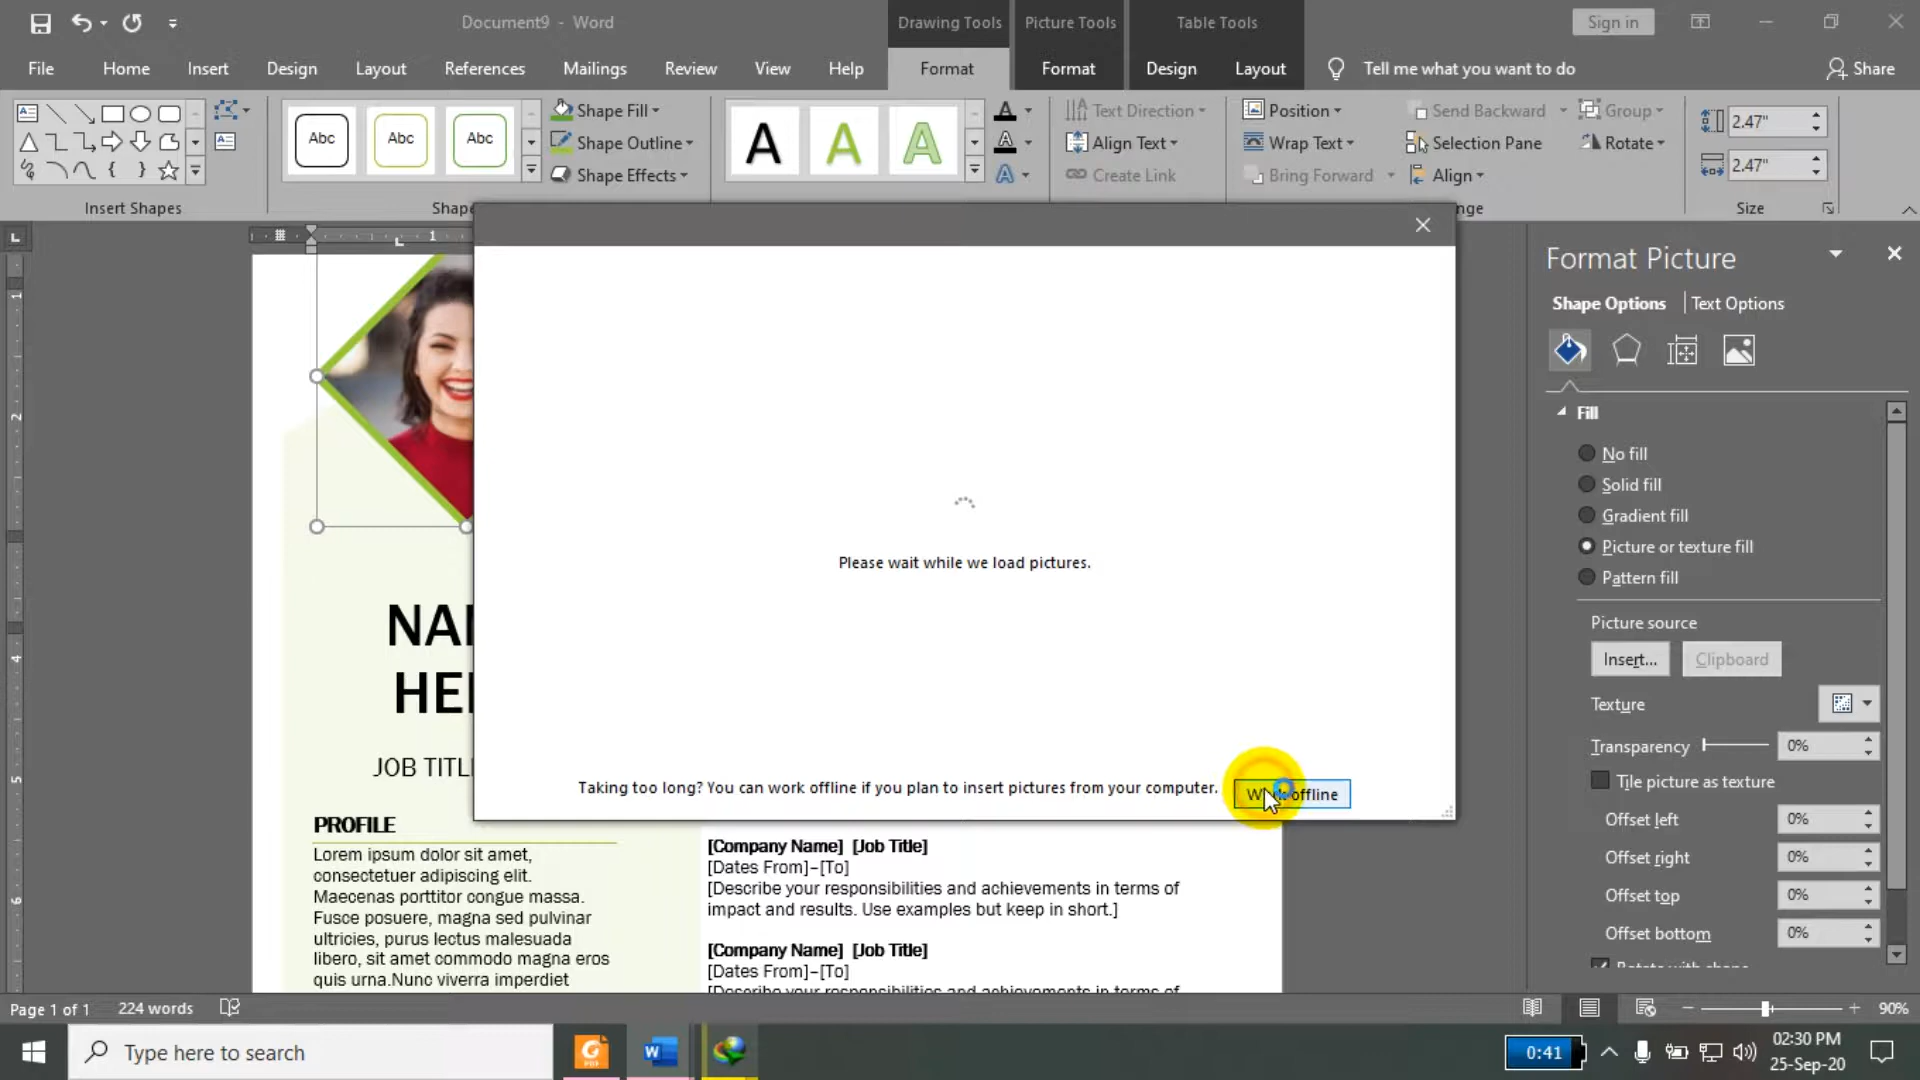 Document9 - Word
Drawing Tools
Picture Tools
Table Tools
Sign in
File
Home
Insert
Design
Layout
References
Mailings
Review
View
Help
Format
Format
Design
Layout
Tell me what you want to do
Share
Abc
Abc
Abc
Shape Fill
Shape Outline
Shape Effects
A
A
A
Text Direction
Align Text
Create Link
Position
Wrap Text
Bring Forward
Send Backward
Selection Pane
Align
Group
Rotate
2.47"
2.47"
Insert Shapes
Size
Format Picture
Shape Options
Text Options
Fill
No fill
Solid fill
Gradient fill
Picture or texture fill
Pattern fill
Picture source
Insert...
Clipboard
Texture
Transparency
0%
Tile picture as texture
Offset left
0%
Offset right
0%
Offset top
0%
Offset bottom
0%
Please wait while we load pictures.
Taking too long? You can work offline if you plan to insert pictures from your computer.
offline
JOB
PROFILE
Lorem ipsum dolor sit amet,
consectetuer adipiscing elit.
Maecenas porttitor congue massa.
Fusce posuere, magna sed pulvinar
ultricies, purus lectus malesuada
libero, sit amet commodo magna eros
quis urna.Nunc viverra imperdiet
[Company Name] [Job Title]
[Dates From]–[To]
[Describe your responsibilities and achievements in terms of
impact and results. Use examples but keep in short.]
[Company Name] [Job Title]
[Dates From]–[To]
[Describe your responsibilities and achievements in terms of
Page 1 of 1
224 words
90%
Type here to search
0:41
02:30 PM
25-Sep-20